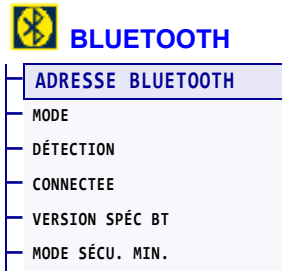 BLUETOOTH
ADRESSE BLUETOOTH
MODE
DÉTECTION
CONNECTEE
VERSION SPÉC BT
MODE SÉCU. MIN.